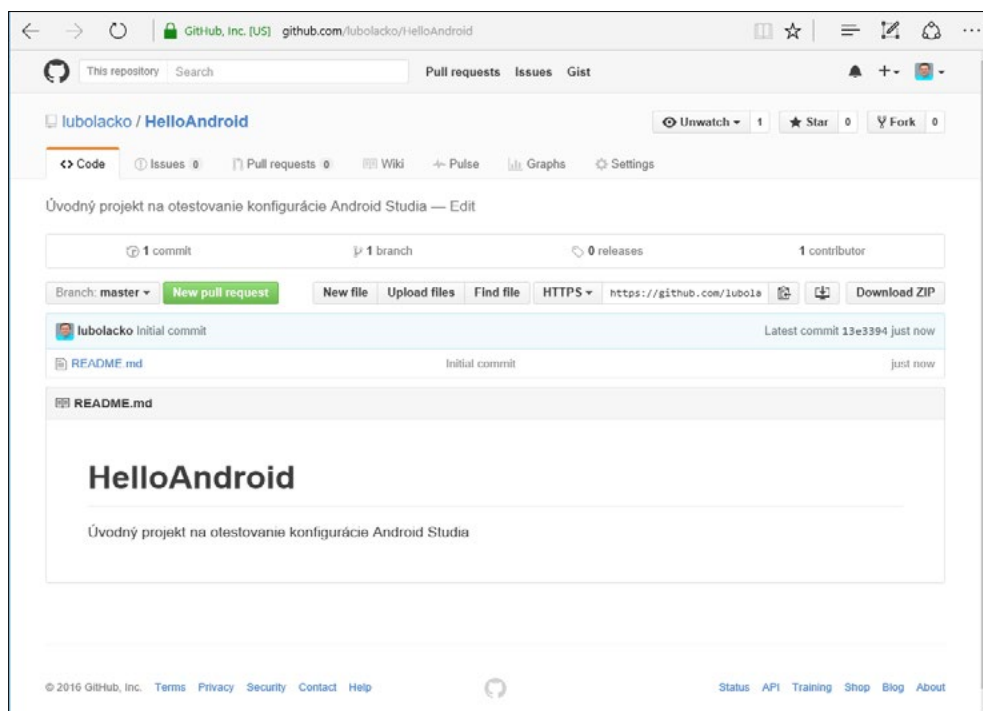 GitHub, Inc. [US] github.com/lubolacko/HelloAndroid
This repository Search Pull requests Issues Gist
lubolacko / HelloAndroid Unwatch 1 Star 0 Fork 0
<> Code Issues 0 Pull requests 0 Wiki Pulse Graphs Settings
Úvodný projekt na otestovanie konfigurácie Android Studia — Edit
1 commit 1 branch 0 releases 1 contributor
Branch: master New pull request New file Upload files Find file HTTPS https://github.com/lubola Download ZIP
lubolacko Initial commit Latest commit 13e3394 just now
README.md Initial commit just now
README.md
HelloAndroid
Úvodný projekt na otestovanie konfigurácie Android Studia
© 2016 GitHub, Inc. Terms Privacy Security Contact Help Status API Training Shop Blog About